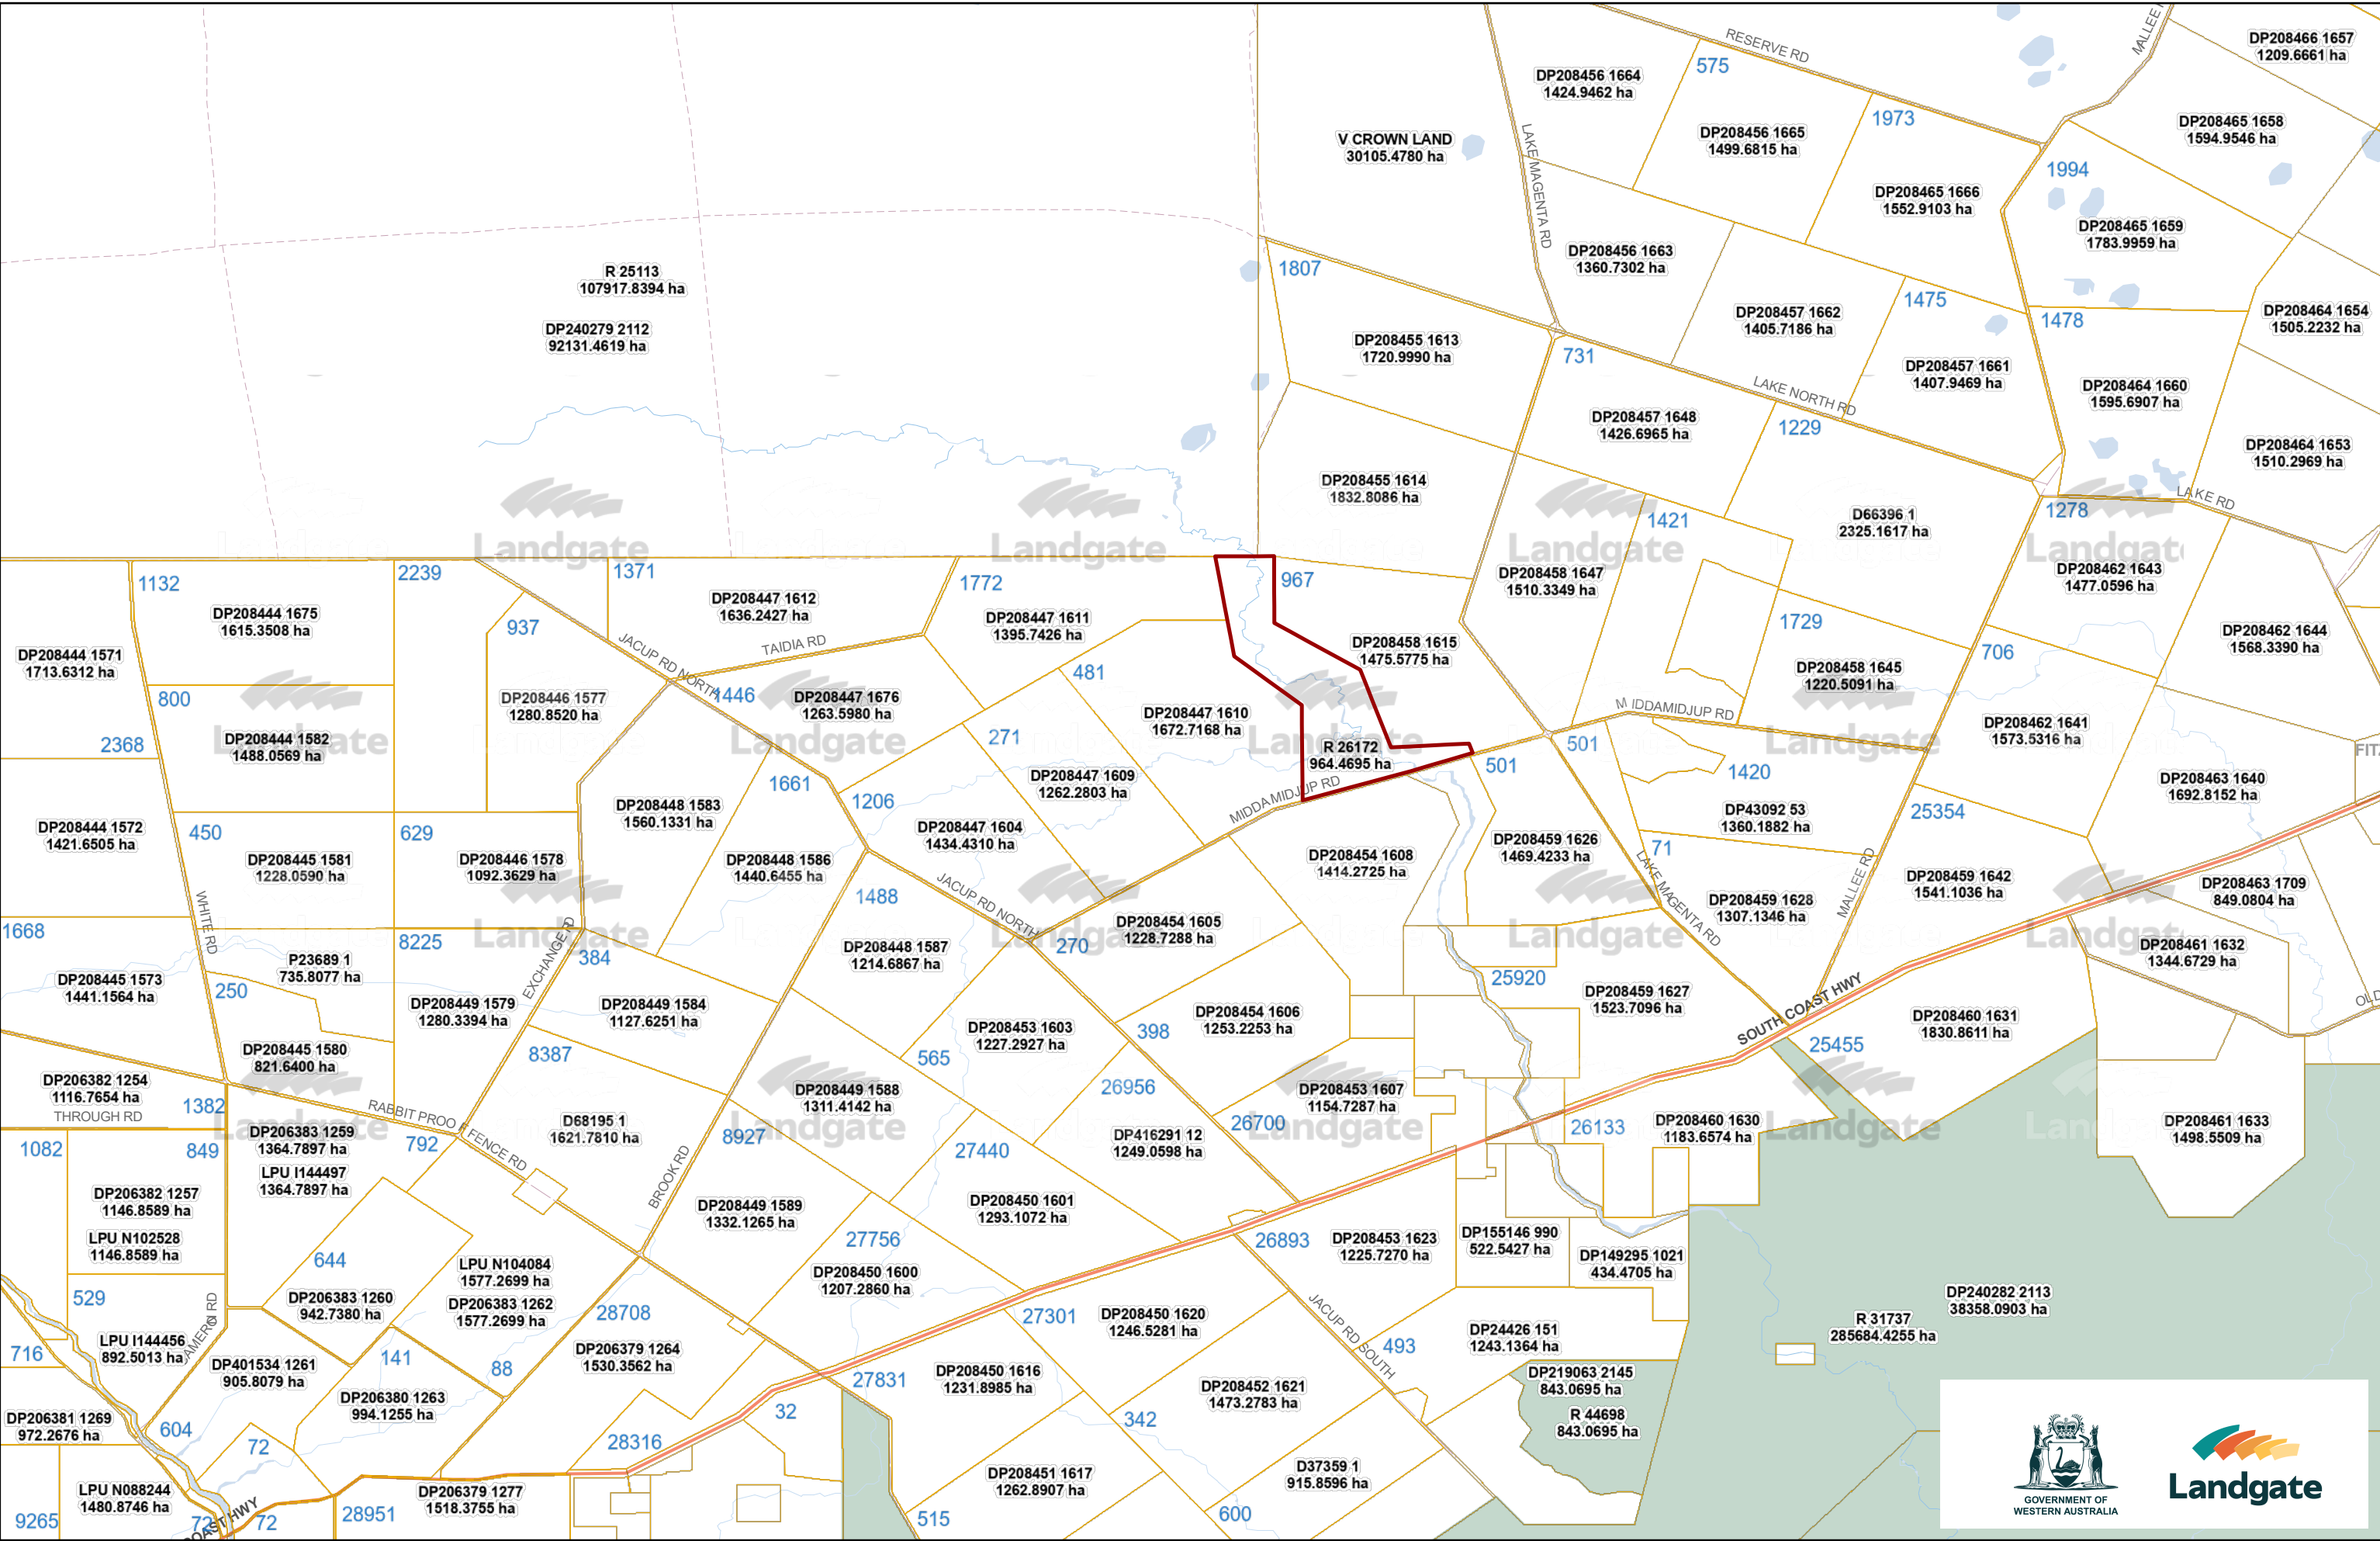 RESERVE RD
MALLEE
DP208466 1657
1209.6661 ha
DP208456 1664
1424.9462 ha
575
1973
DP208456 1665
1499.6815 ha
DP208465 1658
1594.9546 ha
V CROWN LAND
30105.4780 ha
LAKE MAGENTA RD
1994
DP208465 1666
1552.9103 ha
DP208465 1659
1783.9959 ha
R 25113
107917.8394 ha
1807
DP208456 1663
1360.7302 ha
1475
DP240279 2112
92131.4619 ha
DP208455 1613
1720.9990 ha
731
DP208457 1662
1405.7186 ha
1478
DP208464 1654
1505.2232 ha
DP208457 1661
1407.9469 ha
LAKE NORTH RD
DP208464 1660
1595.6907 ha
DP208457 1648
1426.6965 ha
1229
DP208464 1653
1510.2969 ha
DP208455 1614
1832.8086 ha
1421
D66396 1
2325.1617 ha
1278
LAKE RD
Landgate
Landgate
Landgate
Landgate
1132
2239
1371
1772
967
DP208458 1647
1510.3349 ha
DP208462 1643
1477.0596 ha
DP208444 1675
1615.3508 ha
937
DP208447 1612
1636.2427 ha
DP208447 1611
1395.7426 ha
1729
DP208462 1644
1568.3390 ha
DP208444 1571
1713.6312 ha
JACUP RD NORTH
TAIDIA RD
481
DP208458 1615
1475.5775 ha
DP208458 1645
1220.5091 ha
706
800
DP208446 1577
1280.8520 ha
1446
DP208447 1676
1263.5980 ha
DP208447 1610
1672.7168 ha
MIDDAMIDJUP RD
DP208462 1641
1573.5316 ha
2368
DP208444 1582
1488.0569 ha
Landgate
Landgate
271
Landgate
R 26172
964.4695 ha
501
501
Landgate
FIT
1661
DP208447 1609
1262.2803 ha
1420
DP208463 1640
1692.8152 ha
DP208448 1583
1560.1331 ha
1206
MIDDAMIDJUP RD
DP43092 53
1360.1882 ha
25354
DP208444 1572
1421.6505 ha
450
629
DP208447 1604
1434.4310 ha
DP208454 1608
1414.2725 ha
DP208459 1626
1469.4233 ha
71
DP208445 1581
1228.0590 ha
DP208446 1578
1092.3629 ha
DP208448 1586
1440.6455 ha
1488
JACUP RD NORTH
LAKE MAGENTA RD
DP208459 1628
1307.1346 ha
MALLEE RD
DP208459 1642
1541.1036 ha
DP208463 1709
849.0804 ha
WHITE RD
1668
8225
Landgate
EXCHANGE RD
384
DP208448 1587
1214.6867 ha
Landgate
270
DP208454 1605
1228.7288 ha
Landgate
Landgate
DP208461 1632
1344.6729 ha
DP208445 1573
1441.1564 ha
P23689 1
735.8077 ha
250
DP208449 1579
1280.3394 ha
DP208449 1584
1127.6251 ha
25920
DP208459 1627
1523.7096 ha
SOUTH COAST HWY
OLD
DP208453 1603
1227.2927 ha
398
DP208454 1606
1253.2253 ha
DP208460 1631
1830.8611 ha
DP208445 1580
821.6400 ha
8387
565
25455
DP206382 1254
1116.7654 ha
THROUGH RD
1382
Landgate
RABBIT PROOF FENCE RD
DP208449 1588
1311.4142 ha
26956
DP208453 1607
1154.7287 ha
DP206383 1259
1364.7897 ha
792
D68195 1
1621.7810 ha
8927
Landgate
DP416291 12
1249.0598 ha
26700
Landgate
26133
DP208460 1630
1183.6574 ha
Landgate
DP208461 1633
1498.5509 ha
1082
849
LPU I144497
1364.7897 ha
BROOK RD
27440
DP206382 1257
1146.8589 ha
DP208449 1589
1332.1265 ha
DP208450 1601
1293.1072 ha
LPU N102528
1146.8589 ha
644
LPU N104084
1577.2699 ha
27756
26893
DP208453 1623
1225.7270 ha
DP155146 990
522.5427 ha
DP149295 1021
434.4705 ha
529
DP206383 1260
942.7380 ha
DP206383 1262
1577.2699 ha
28708
DP208450 1600
1207.2860 ha
27301
DP208450 1620
1246.5281 ha
JACUP RD SOUTH
DP240282 2113
38358.0903 ha
R 31737
285684.4255 ha
716
LPU I144456
892.5013 ha
DP401534 1261
905.8079 ha
141
88
DP206379 1264
1530.3562 ha
27831
DP208450 1616
1231.8985 ha
493
DP24426 151
1243.1364 ha
DP206380 1263
994.1255 ha
DP208452 1621
1473.2783 ha
DP219063 2145
843.0695 ha
DP206381 1269
972.2676 ha
604
72
28316
32
342
R 44698
843.0695 ha
LPU N088244
1480.8746 ha
DP206379 1277
1518.3755 ha
DP208451 1617
1262.8907 ha
D37359 1
915.8596 ha
9265
72
COAST HWY
72
28951
515
600
GOVERNMENT OF
WESTERN AUSTRALIA
Landgate